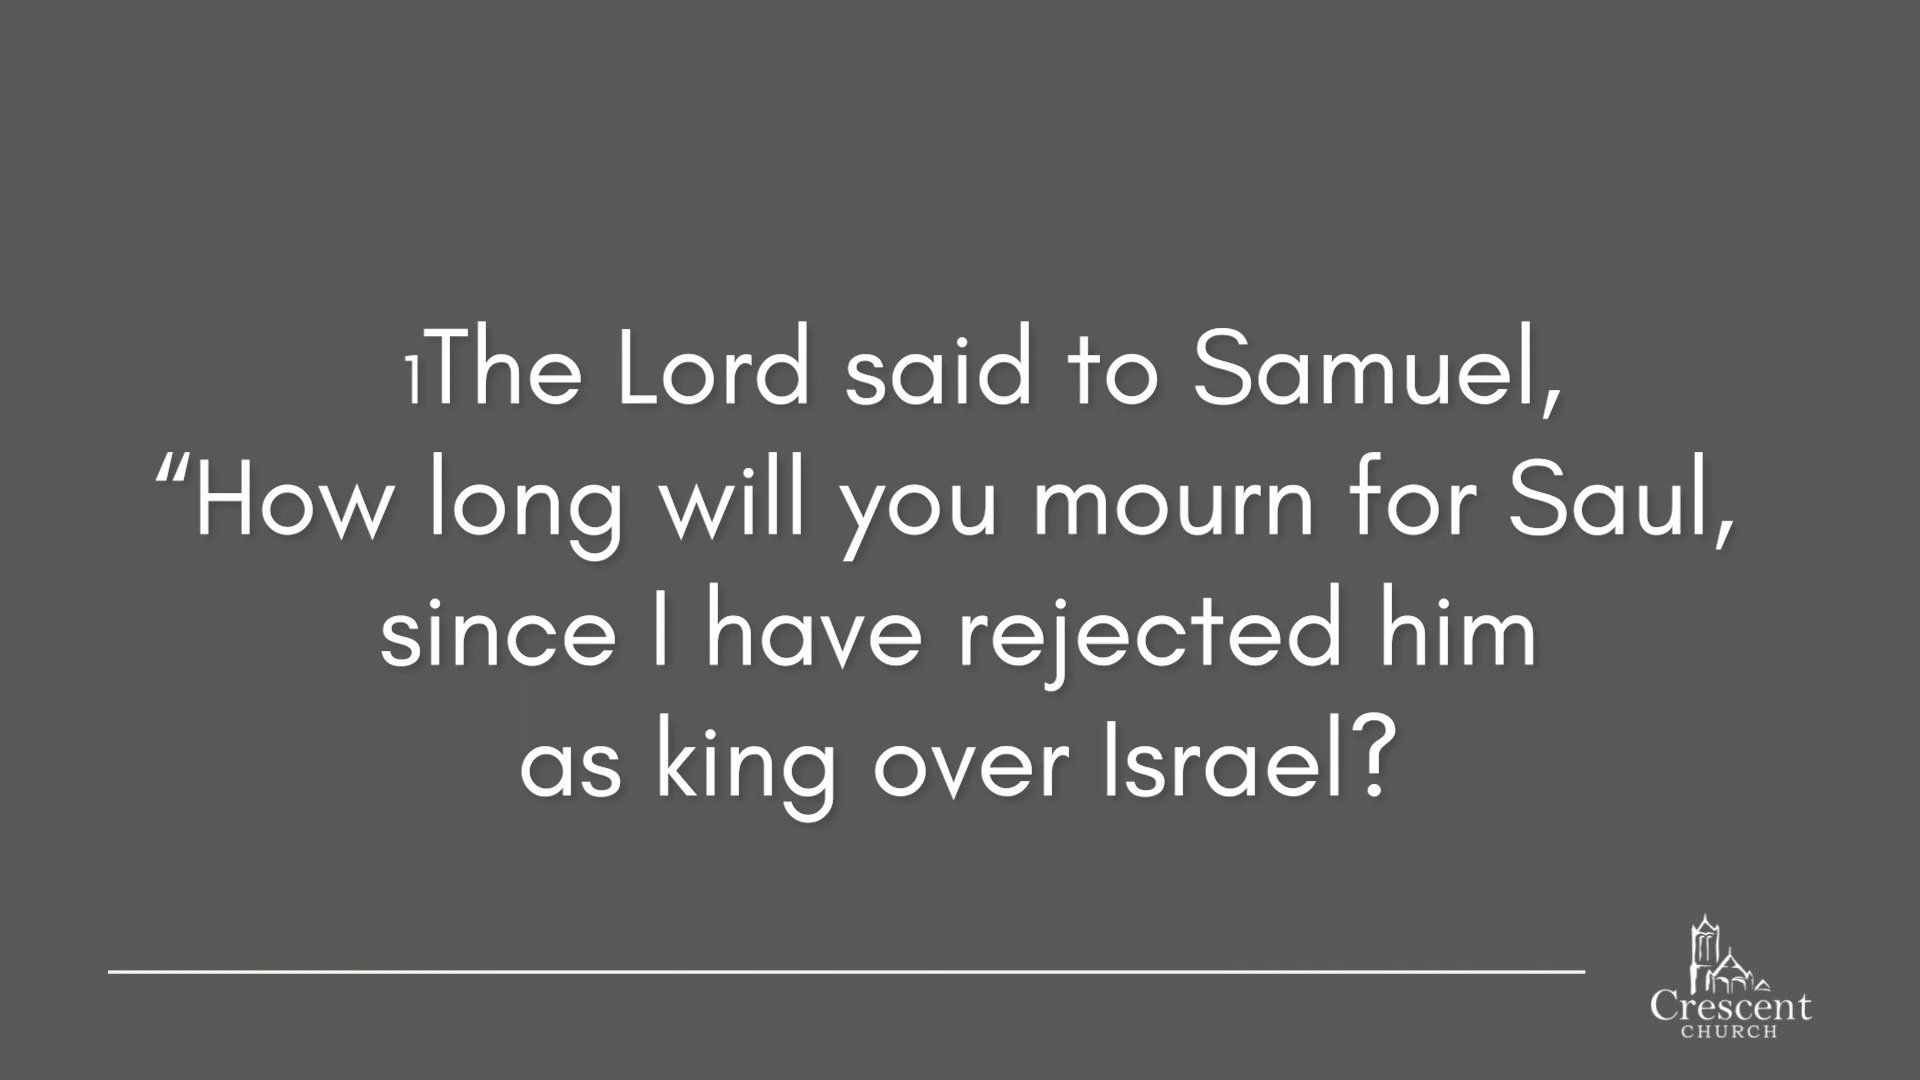 1The Lord said to Samuel,
“How long will you mourn for Saul,
since I have rejected him
as king over Israel?
Crescent
CHURCH